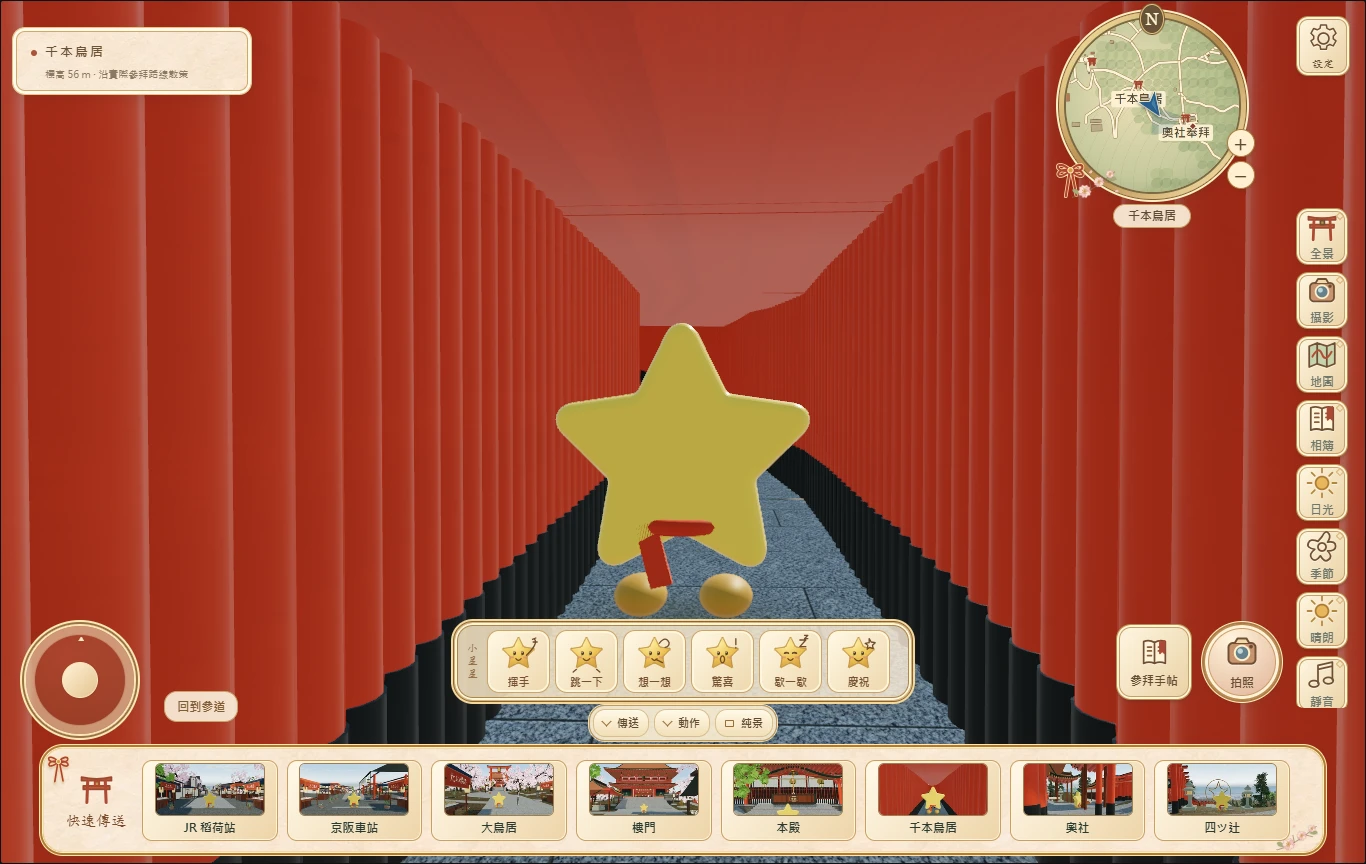 千本鳥居
標高 56 m · 沿實際參拜路線散策
N
千本鳥居
奧社奉拜
+
−
千本鳥居
設定
全景
攝影
地圖
相簿
日光
季節
晴朗
靜音
回到參道
小星星
揮手
跳一下
想一想
驚喜
歇一歇
慶祝
參拜手帖
拍照
傳送
動作
純景
快速傳送
JR 稻荷站
京阪車站
大鳥居
樓門
本殿
千本鳥居
奧社
四ツ辻